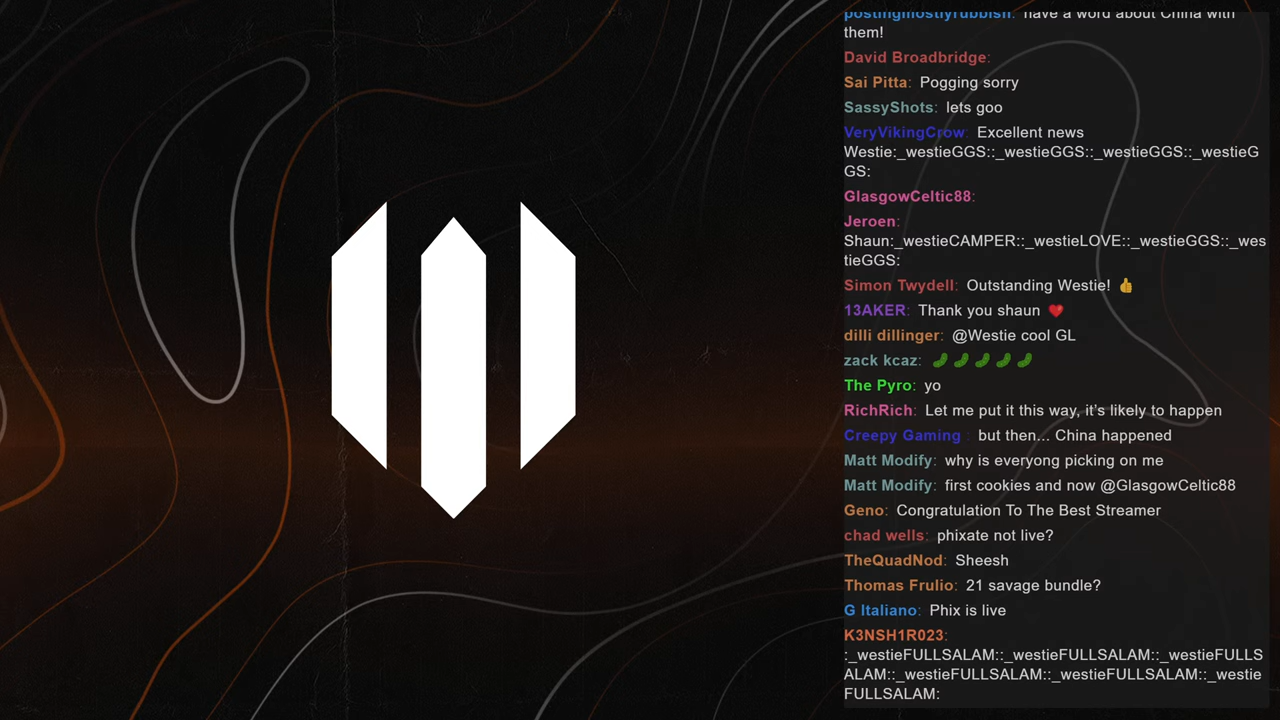 postingmostlyrubbish: have a word about China with
them!
David Broadbridge:
Sai Pitta: Pogging sorry
SassyShots: lets goo
VeryVikingCrow: Excellent news
Westie:_westieGGS::_westieGGS::_westieGGS::_westieG
GS:
GlasgowCeltic88:
Jeroen:
Shaun:_westieCAMPER::_westieLOVE::_westieGGS::_wes
tieGGS:
Simon Twydell: Outstanding Westie! 👍
13AKER: Thank you shaun ❤️
dilli dillinger: @Westie cool GL
zack kcaz: 🥒🥒🥒🥒🥒
The Pyro: yo
RichRich: Let me put it this way, it's likely to happen
Creepy Gaming : but then... China happened
Matt Modify: why is everyong picking on me
Matt Modify: first cookies and now @GlasgowCeltic88
Geno: Congratulation To The Best Streamer
chad wells: phixate not live?
TheQuadNod: Sheesh
Thomas Frulio: 21 savage bundle?
G Italiano: Phix is live
K3NSH1R023:
:_westieFULLSALAM::_westieFULLSALAM::_westieFULLS
ALAM::_westieFULLSALAM::_westieFULLSALAM::_westie
FULLSALAM: